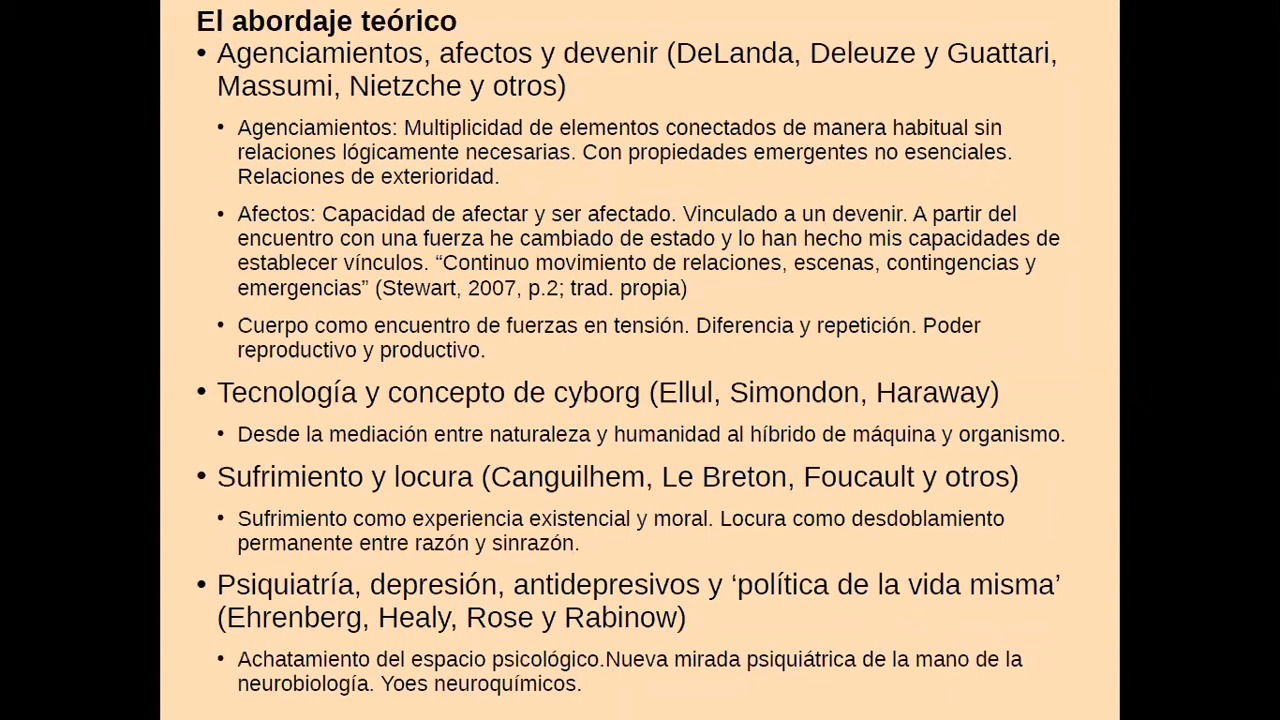 El abordaje teórico
• Agenciamientos, afectos y devenir (DeLanda, Deleuze y Guattari,
Massumi, Nietzche y otros)
• Agenciamientos: Multiplicidad de elementos conectados de manera habitual sin
relaciones lógicamente necesarias. Con propiedades emergentes no esenciales.
Relaciones de exterioridad.
• Afectos: Capacidad de afectar y ser afectado. Vinculado a un devenir. A partir del
encuentro con una fuerza he cambiado de estado y lo han hecho mis capacidades de
establecer vínculos. “Continuo movimiento de relaciones, escenas, contingencias y
emergencias” (Stewart, 2007, p.2; trad. propia)
• Cuerpo como encuentro de fuerzas en tensión. Diferencia y repetición. Poder
reproductivo y productivo.
• Tecnología y concepto de cyborg (Ellul, Simondon, Haraway)
• Desde la mediación entre naturaleza y humanidad al híbrido de máquina y organismo.
• Sufrimiento y locura (Canguilhem, Le Breton, Foucault y otros)
• Sufrimiento como experiencia existencial y moral. Locura como desdoblamiento
permanente entre razón y sinrazón.
• Psiquiatría, depresión, antidepresivos y ‘política de la vida misma’
(Ehrenberg, Healy, Rose y Rabinow)
• Achatamiento del espacio psicológico.Nueva mirada psiquiátrica de la mano de la
neurobiología. Yoes neuroquímicos.